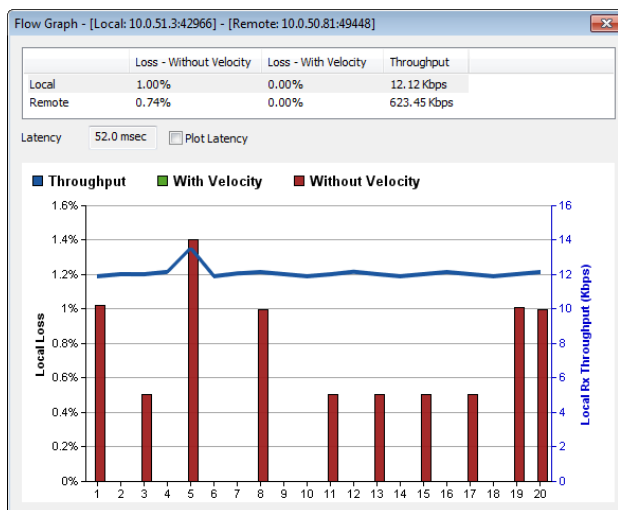 Flow Graph - [Local: 10.0.51.3:42966] - [Remote: 10.0.50.81:49448]
Loss - Without Velocity Loss - With Velocity Throughput
Local 1.00% 0.00% 12.12 Kbps
Remote 0.74% 0.00% 623.45 Kbps
Latency 52.0 msec Plot Latency
Throughput With Velocity Without Velocity
1.6% 16
1.4% 14
1.2% 12
1% 10
0.8% 8
0.6% 6
0.4% 4
0.2% 2
0% 0
Local Loss
Local Rx Throughput (Kbps)
1 2 3 4 5 6 7 8 9 10 11 12 13 14 15 16 17 18 19 20